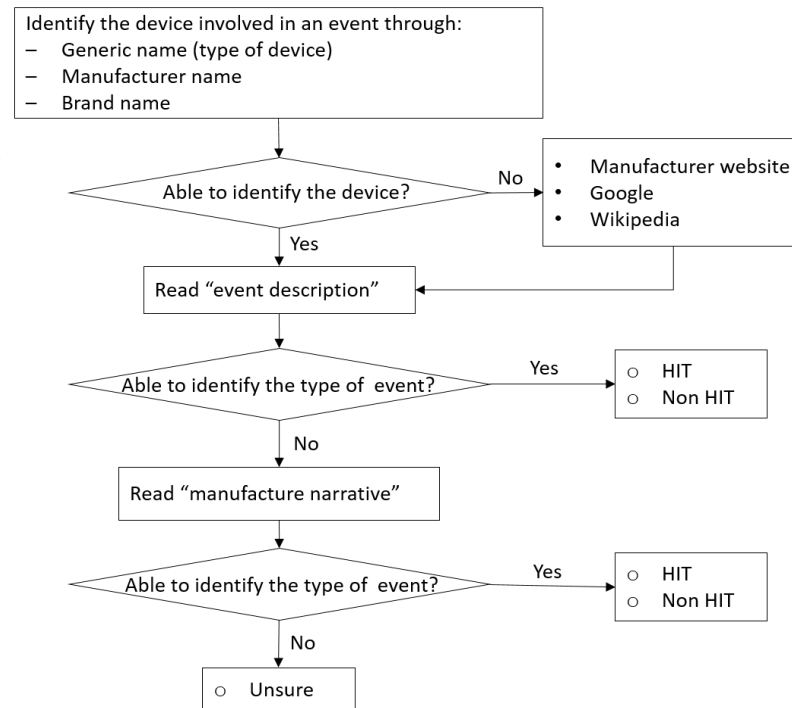 Identify the device involved in an event through:
– Generic name (type of device)
– Manufacturer name
– Brand name
Able to identify the device?
No
• Manufacturer website
• Google
• Wikipedia
Yes
Read “event description”
Able to identify the type of event?
Yes
o HIT
o Non HIT
No
Read “manufacture narrative”
Able to identify the type of event?
Yes
o HIT
o Non HIT
No
o Unsure